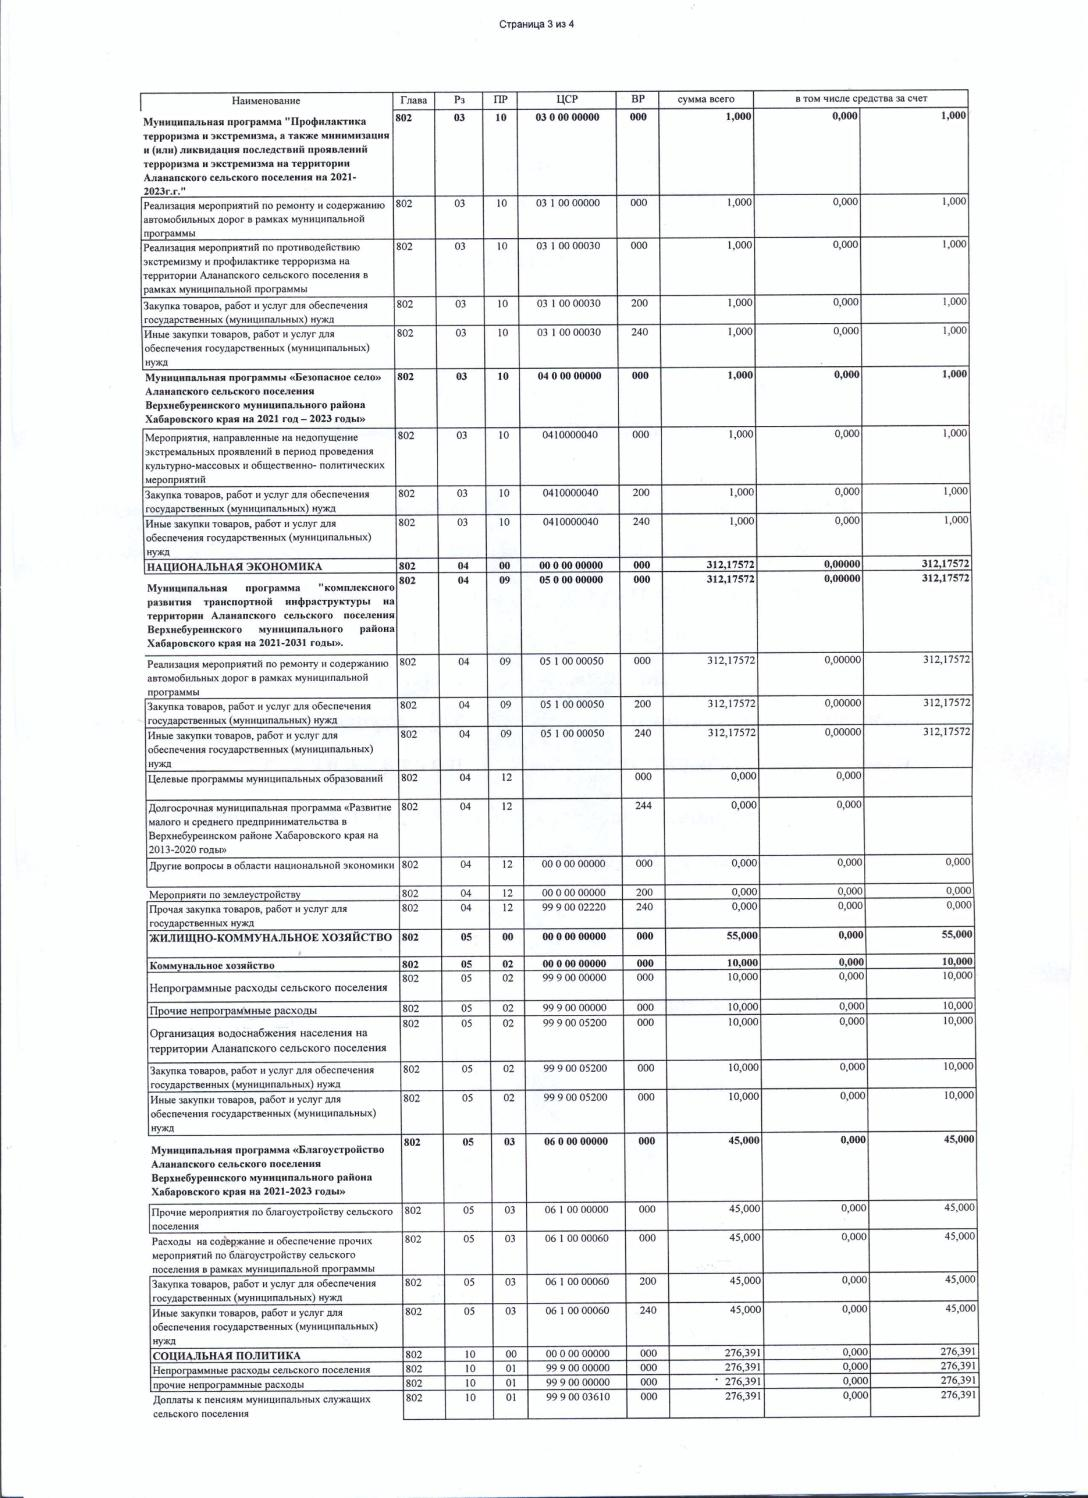 Страница 3 из 4
Наименование Глава Рз ПР ЦСР ВР сумма всего в том числе средства за счет
Муниципальная программа "Профилактика 802 03 10 03 0 00 00000 000 1,000 0,000 1,000
терроризма и экстремизма, а также минимизация
и (или) ликвидация последствий проявлений
терроризма и экстремизма на территории
Аланапского сельского поселения на 2021-
2023г.г."
Реализация мероприятий по ремонту и содержанию 802 03 10 03 1 00 00000 000 1,000 0,000 1,000
автомобильных дорог в рамках муниципальной
программы
Реализация мероприятий по противодействию 802 03 10 03 1 00 00030 000 1,000 0,000 1,000
экстремизму и профилактике терроризма на
территории Аланапского сельского поселения в
рамках муниципальной программы
Закупка товаров, работ и услуг для обеспечения 802 03 10 03 1 00 00030 200 1,000 0,000 1,000
государственных (муниципальных) нужд
Иные закупки товаров, работ и услуг для 802 03 10 03 1 00 00030 240 1,000 0,000 1,000
обеспечения государственных (муниципальных)
нужд
Муниципальная программы «Безопасное село» 802 03 10 04 0 00 00000 000 1,000 0,000 1,000
Аланапского сельского поселения
Верхнебуреинского муниципального района
Хабаровского края на 2021 год – 2023 годы»
Мероприятия, направленные на недопущение 802 03 10 0410000040 000 1,000 0,000 1,000
экстремальных проявлений в период проведения
культурно-массовых и общественно- политических
мероприятий
Закупка товаров, работ и услуг для обеспечения 802 03 10 0410000040 200 1,000 0,000 1,000
государственных (муниципальных) нужд
Иные закупки товаров, работ и услуг для 802 03 10 0410000040 240 1,000 0,000 1,000
обеспечения государственных (муниципальных)
нужд
НАЦИОНАЛЬНАЯ ЭКОНОМИКА 802 04 00 00 0 00 00000 000 312,17572 0,00000 312,17572
Муниципальная программа "комплексного 802 04 09 05 0 00 00000 000 312,17572 0,00000 312,17572
развития транспортной инфраструктуры на
территории Аланапского сельского поселения
Верхнебуреинского муниципального района
Хабаровского края на 2021-2031 годы».
Реализация мероприятий по ремонту и содержанию 802 04 09 05 1 00 00050 000 312,17572 0,00000 312,17572
автомобильных дорог в рамках муниципальной
программы
Закупка товаров, работ и услуг для обеспечения 802 04 09 05 1 00 00050 200 312,17572 0,00000 312,17572
государственных (муниципальных) нужд
Иные закупки товаров, работ и услуг для 802 04 09 05 1 00 00050 240 312,17572 0,00000 312,17572
обеспечения государственных (муниципальных)
нужд
Целевые программы муниципальных образований 802 04 12 000 0,000 0,000
Долгосрочная муниципальная программа «Развитие 802 04 12 244 0,000 0,000
малого и среднего предпринимательства в
Верхнебуреинском районе Хабаровского края на
2013-2020 годы»
Другие вопросы в области национальной экономики 802 04 12 00 0 00 00000 000 0,000 0,000 0,000
Мероприяти по землеустройству 802 04 12 00 0 00 00000 200 0,000 0,000 0,000
Прочая закупка товаров, работ и услуг для 802 04 12 99 9 00 02220 240 0,000 0,000 0,000
государственных нужд
ЖИЛИЩНО-КОММУНАЛЬНОЕ ХОЗЯЙСТВО 802 05 00 00 0 00 00000 000 55,000 0,000 55,000
Коммунальное хозяйство 802 05 02 00 0 00 00000 000 10,000 0,000 10,000
Непрограммные расходы сельского поселения 802 05 02 99 9 00 00000 000 10,000 0,000 10,000
Прочие непрограммные расходы 802 05 02 99 9 00 00000 000 10,000 0,000 10,000
Организация водоснабжения населения на 802 05 02 99 9 00 05200 000 10,000 0,000 10,000
территории Аланапского сельского поселения
Закупка товаров, работ и услуг для обеспечения 802 05 02 99 9 00 05200 000 10,000 0,000 10,000
государственных (муниципальных) нужд
Иные закупки товаров, работ и услуг для 802 05 02 99 9 00 05200 000 10,000 0,000 10,000
обеспечения государственных (муниципальных)
нужд
Муниципальная программа «Благоустройство 802 05 03 06 0 00 00000 000 45,000 0,000 45,000
Аланапского сельского поселения
Верхнебуреинского муниципального района
Хабаровского края на 2021-2023 годы»
Прочие мероприятия по благоустройству сельского 802 05 03 06 1 00 00000 000 45,000 0,000 45,000
поселения
Расходы на содержание и обеспечение прочих 802 05 03 06 1 00 00060 000 45,000 0,000 45,000
мероприятий по благоустройству сельского
поселения в рамках муниципальной программы
Закупка товаров, работ и услуг для обеспечения 802 05 03 06 1 00 00060 200 45,000 0,000 45,000
государственных (муниципальных) нужд
Иные закупки товаров, работ и услуг для 802 05 03 06 1 00 00060 240 45,000 0,000 45,000
обеспечения государственных (муниципальных)
нужд
СОЦИАЛЬНАЯ ПОЛИТИКА 802 10 00 00 0 00 00000 000 276,391 0,000 276,391
Непрограммные расходы сельского поселения 802 10 01 99 9 00 00000 000 276,391 0,000 276,391
прочие непрограммные расходы 802 10 01 99 9 00 00000 000 276,391 0,000 276,391
Доплаты к пенсиям муниципальных служащих 802 10 01 99 9 00 03610 000 276,391 0,000 276,391
сельского поселения